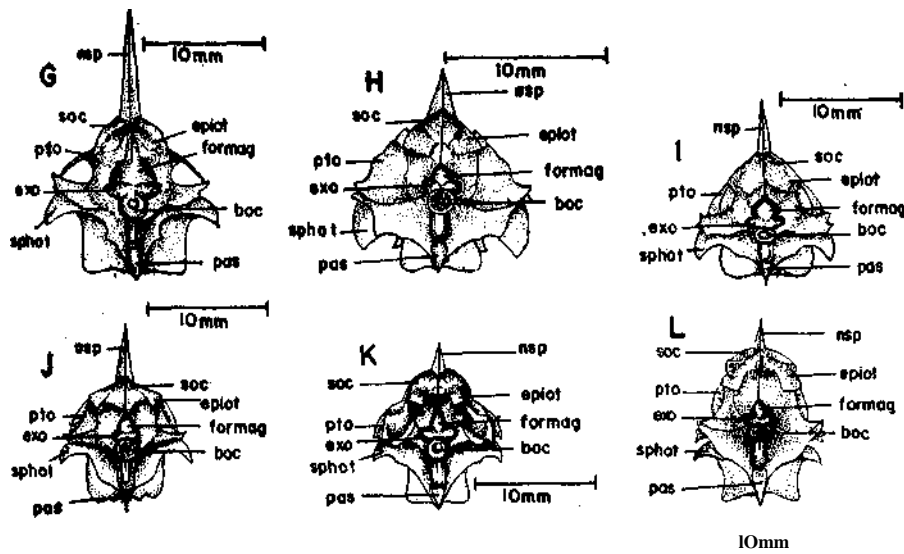 G
nsp
10mm
soc
epiot
pto
formag
exo
boc
sphot
pas
H
10mm
nsp
soc
epiot
pto
formag
exo
boc
sphot
pas
I
10mm
nsp
soc
pto
epiot
formag
exo
boc
sphot
pas
J
10mm
nsp
soc
pto
epiot
exo
formag
sphot
boc
pas
K
nsp
soc
epiot
pto
formag
exo
boc
sphot
pas
10mm
L
nsp
soc
epiot
pto
formag
exo
boc
sphot
pas
lOmm